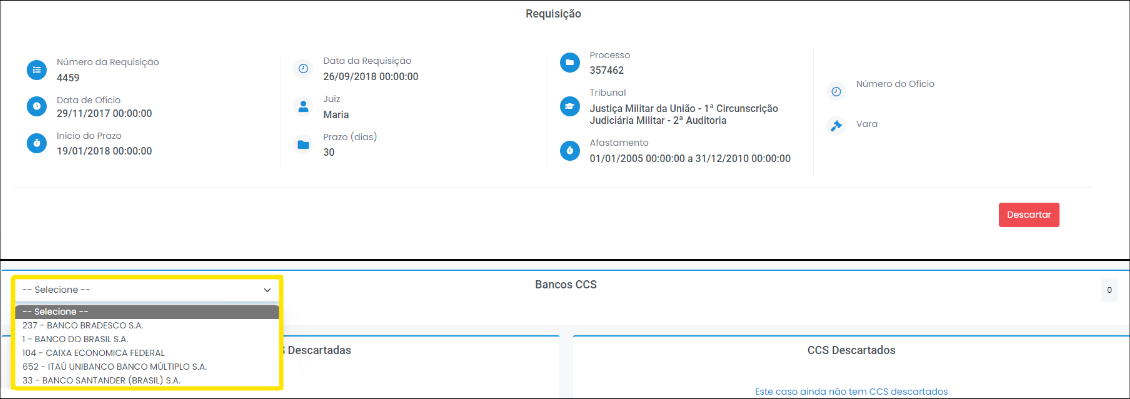 Requisição
Número da Requisição
4459
Data de Ofício
29/11/2017 00:00:00
Início do Prazo
19/01/2018 00:00:00
Data da Requisição
26/09/2018 00:00:00
Juiz
Maria
Prazo (dias)
30
Processo
357462
Tribunal
Justiça Militar da União - 1ª Circunscrição
Judiciária Militar - 2ª Auditoria
Afastamento
01/01/2005 00:00:00 a 31/12/2010 00:00:00
Número do Ofício
Vara
Descartar
-- Selecione --
Bancos CCS
0
-- Selecione --
237 - BANCO BRADESCO S.A.
1 - BANCO DO BRASIL S.A.
104 - CAIXA ECONOMICA FEDERAL
652 - ITAÚ UNIBANCO BANCO MÚLTIPLO S.A.
33 - BANCO SANTANDER (BRASIL) S.A.
S Descartadas
CCS Descartados
Este caso ainda não tem CCS descartados